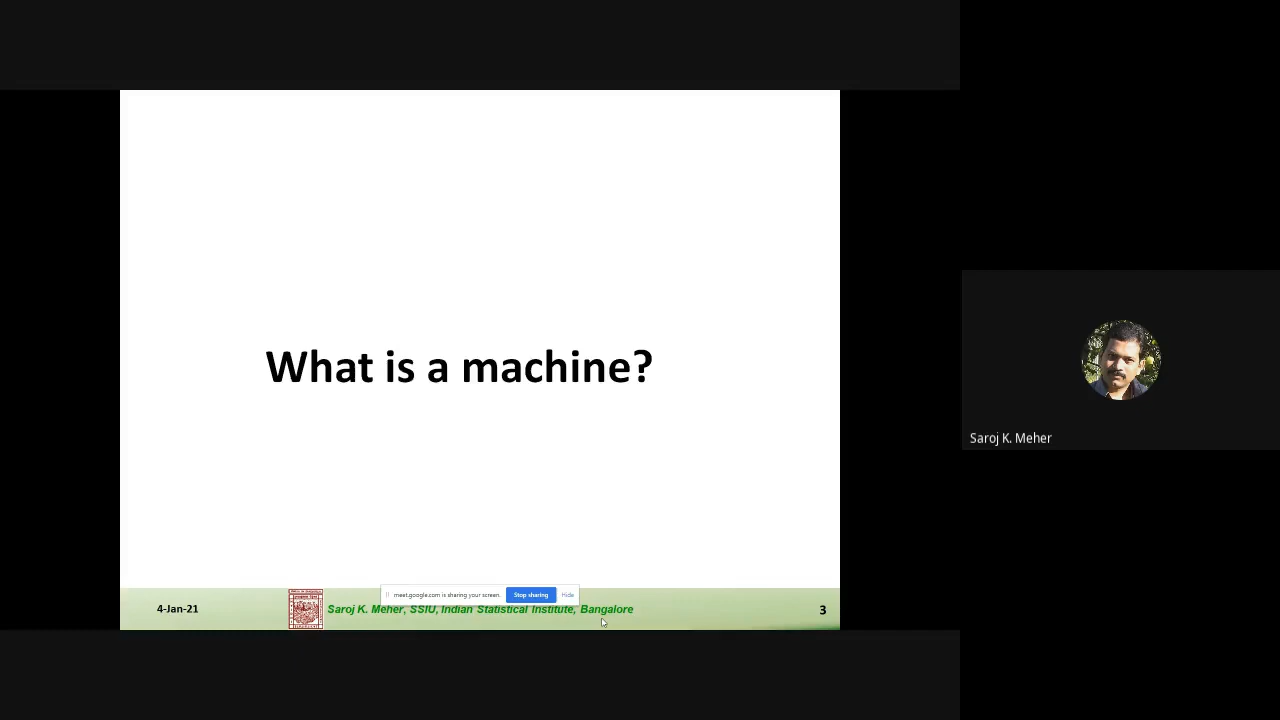 What is a machine?
meet.google.com is sharing your screen.
Stop sharing
Hide
4-Jan-21
Saroj K. Meher, SSIU, Indian Statistical Institute, Bangalore
3
Saroj K. Meher